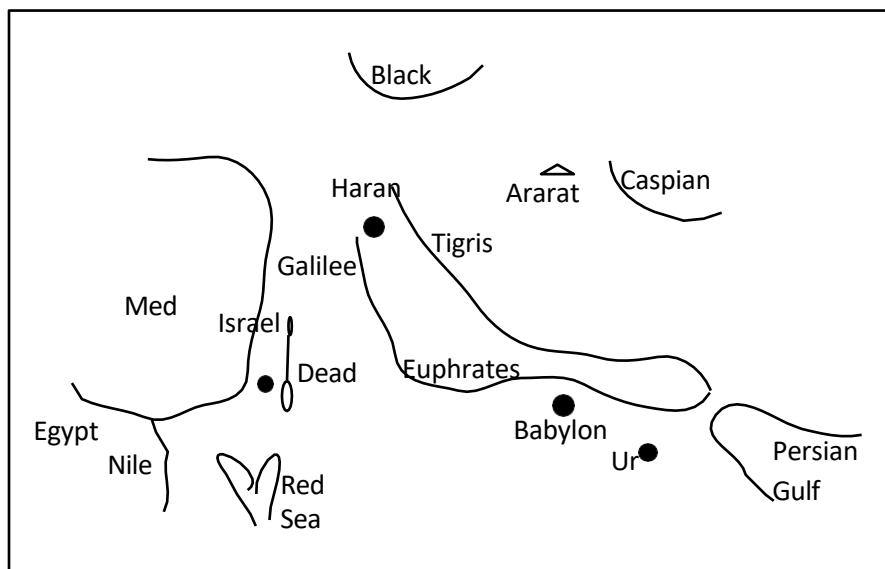 Black
Haran
Ararat
Caspian
Tigris
Galilee
Med
Israel
Dead
Euphrates
Egypt
Babylon
Nile
Ur
Persian
Gulf
Red
Sea